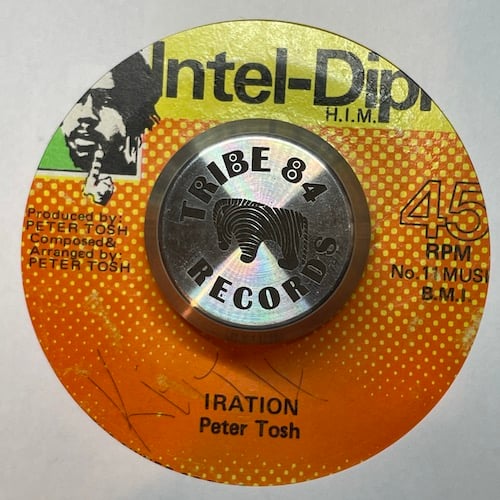 Intel-Dipl
H.I.M.
TRIBE 84
RECORDS
Produced by:
PETER TOSH
Composed &
Arranged by:
PETER TOSH
45
RPM
No. 11 MUSI
B.M.I.
IRATION
Peter Tosh